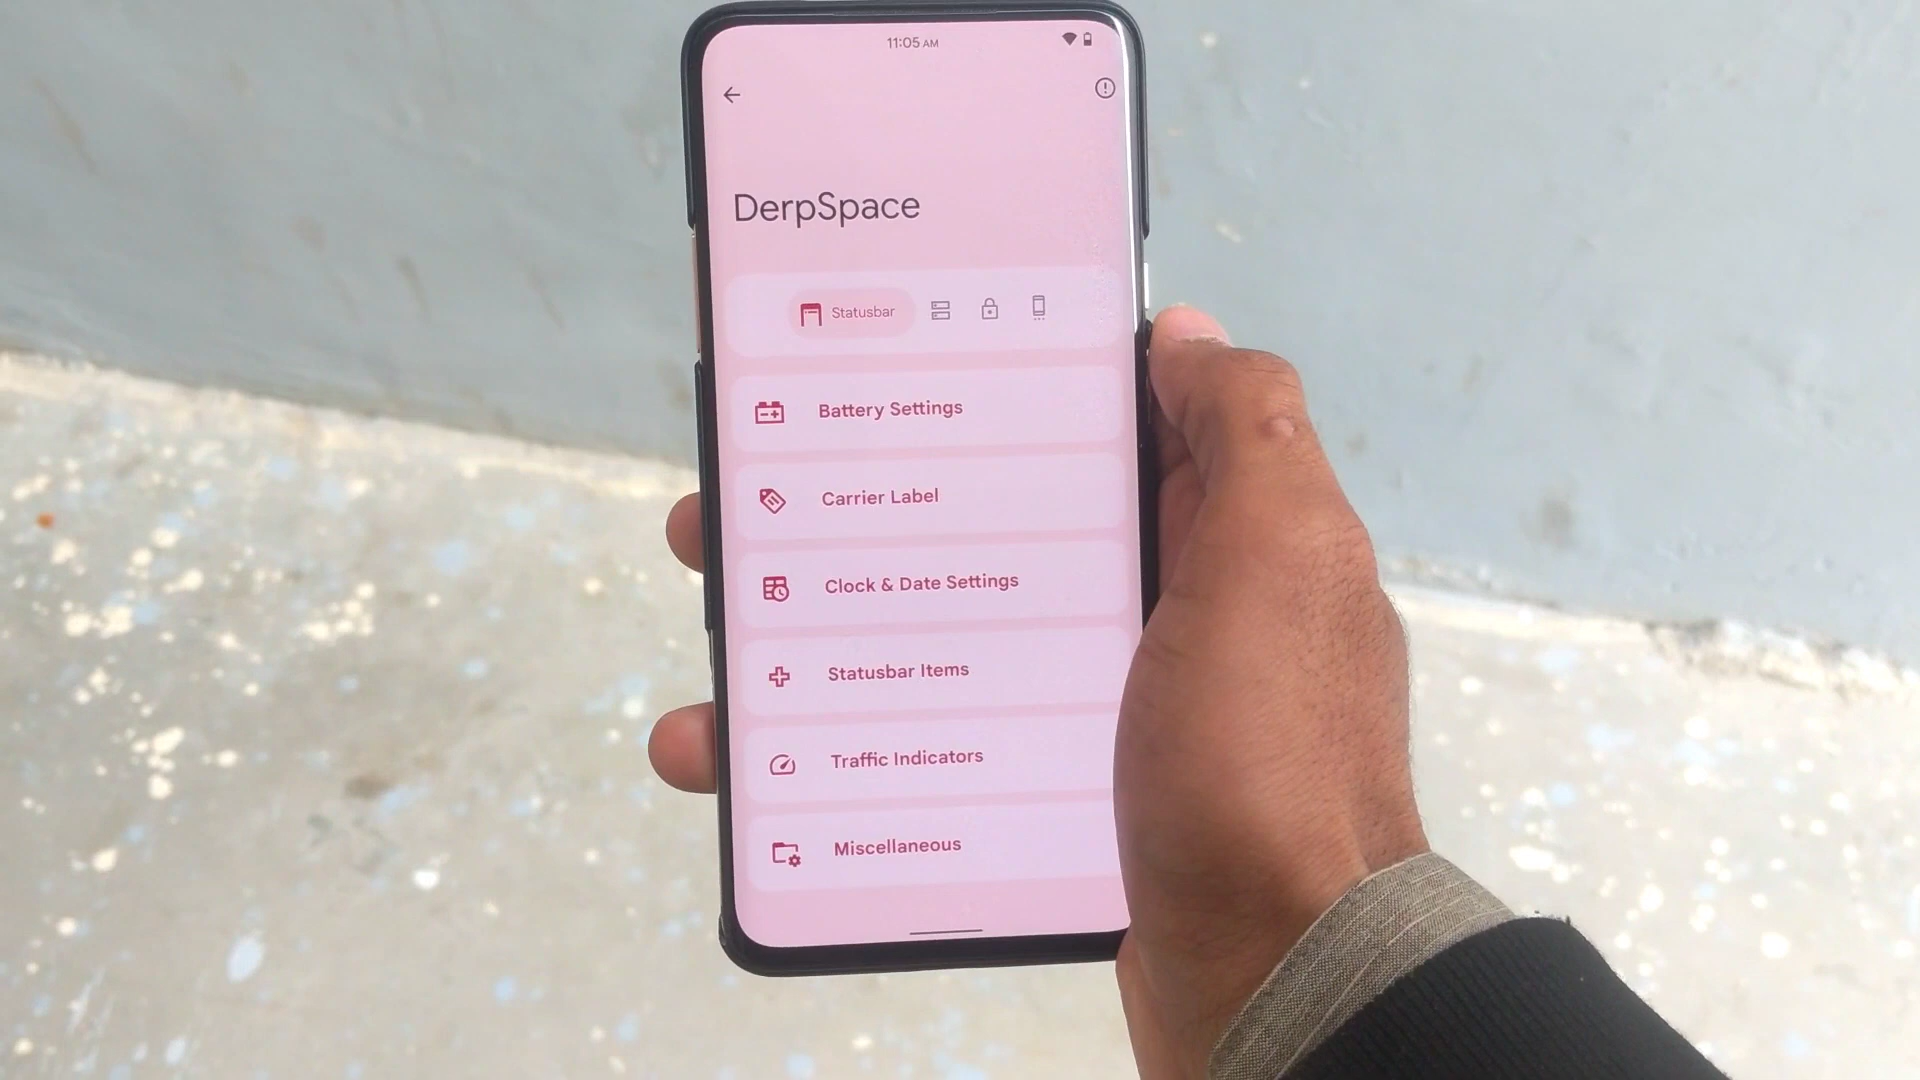 11:05 AM
DerpSpace
Statusbar
Battery Settings
Carrier Label
Clock & Date Settings
Statusbar Items
Traffic Indicators
Miscellaneous